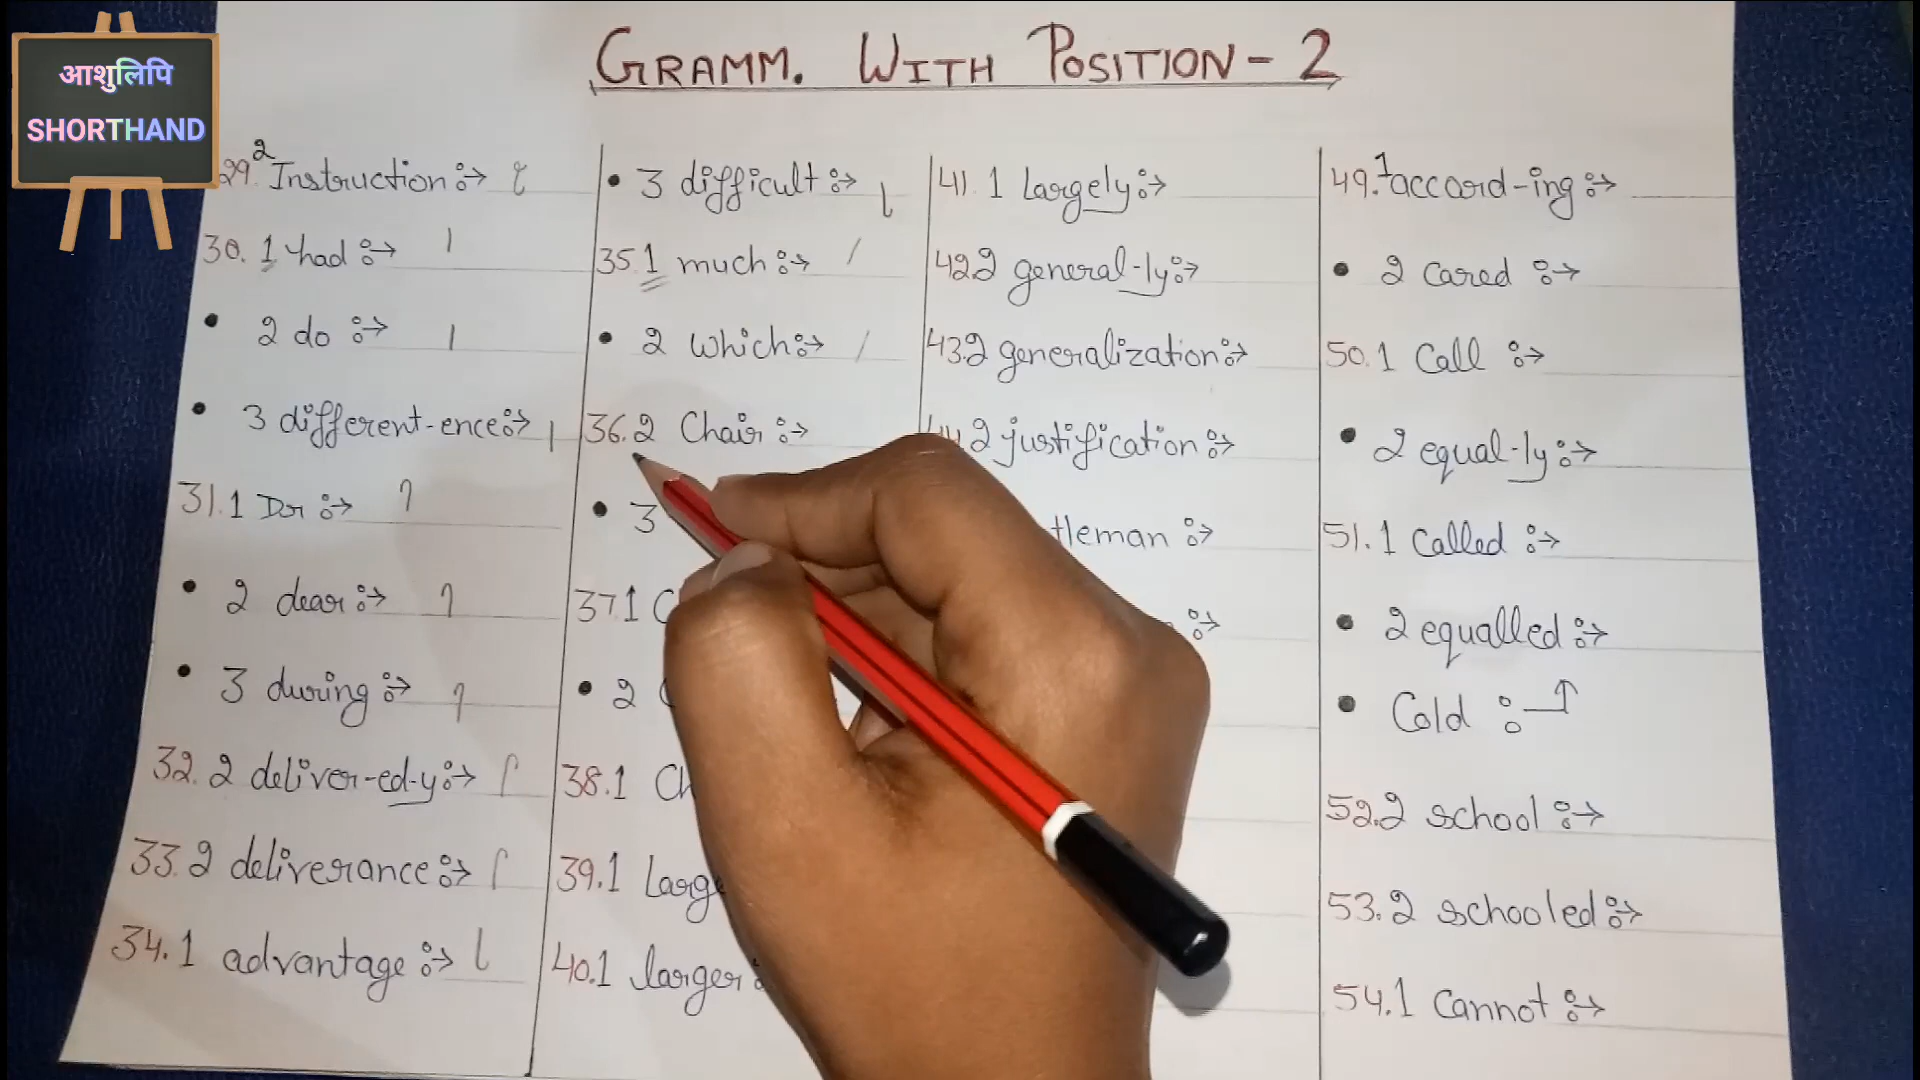 आशुलिपि
SHORTHAND
GRAMM. WITH POSITION - 2
29. 2 Instruction
30. 1 had
• 2 do
• 3 different-ence
31. 1 Dr
• 2 dear
• 3 during
32. 2 deliver-ed-y
33. 2 deliverance
34. 1 advantage
• 3 difficult
35. 1 much
• 2 which
36. 2 Chair
• 3
37. 1
• 2
38. 1
39. 1
40. 1 larger
41. 1 largely
42. 2 general-ly
43. 2 generalization
2 justification
49. 1 accord-ing
• 2 cared
50. 1 Call
• 2 equal-ly
51. 1 Called
• 2 equalled
• Cold
52. 2 school
53. 2 schooled
54. 1 Cannot